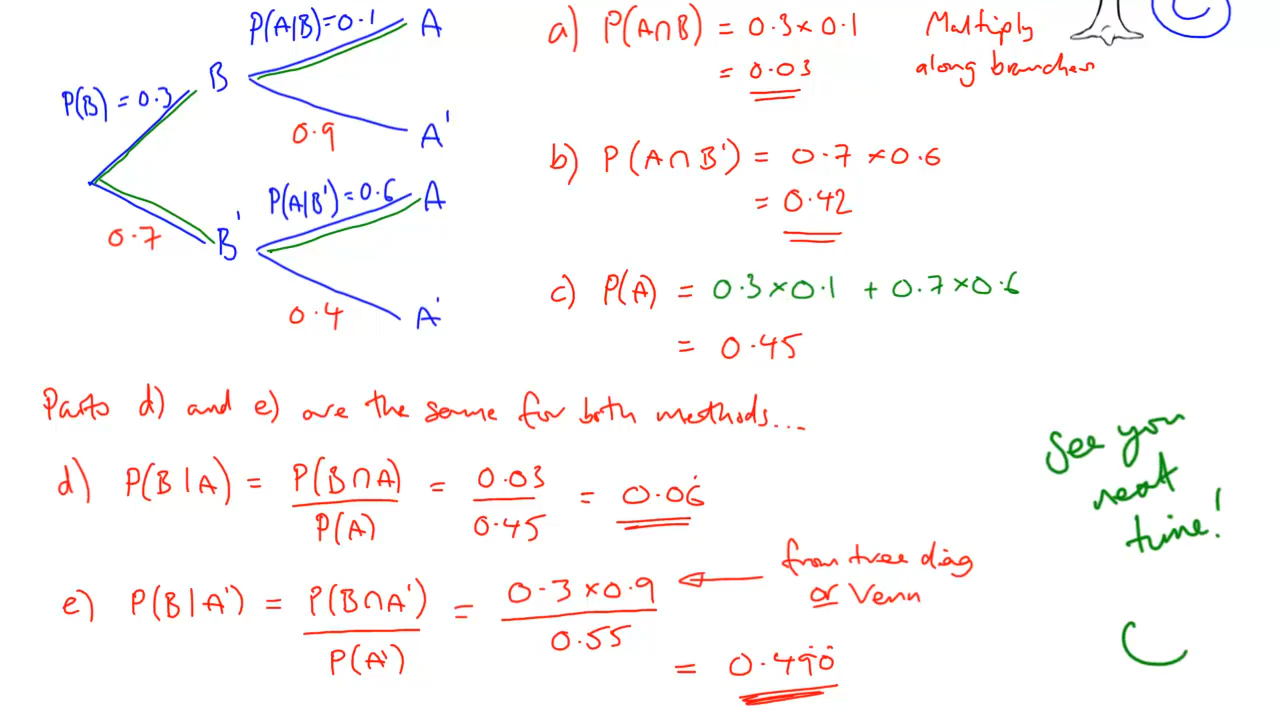 P(A|B)=0.1 A
B
P(B) = 0.3
0.9 A'
P(A|B')=0.6 A
0.7 B'
0.4 A'
a) P(A∩B) = 0.3×0.1
= 0.03
Multiply
along branches
b) P(A∩B') = 0.7×0.6
= 0.42
c) P(A) = 0.3×0.1 + 0.7×0.6
= 0.45
Parts d) and e) are the same for both methods...
d) P(B|A) = P(B∩A)/P(A) = 0.03/0.45 = 0.06̇
e) P(B|A') = P(B∩A')/P(A') = 0.3×0.9/0.55
= 0.49̇0̇
from tree diag
or Venn
See you
next
time!